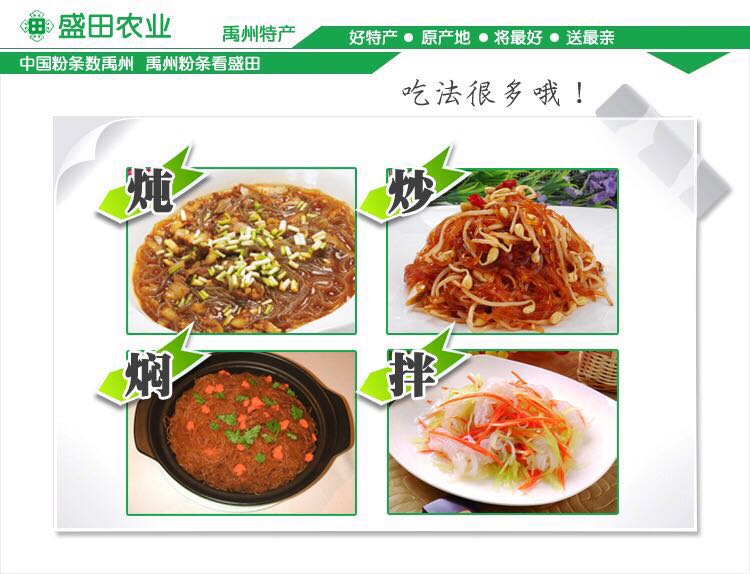 盛田农业
禹州特产
好特产 ● 原产地 ● 将最好 ● 送最亲
中国粉条数禹州 禹州粉条看盛田
吃法很多哦！
炖
炒
焖
拌